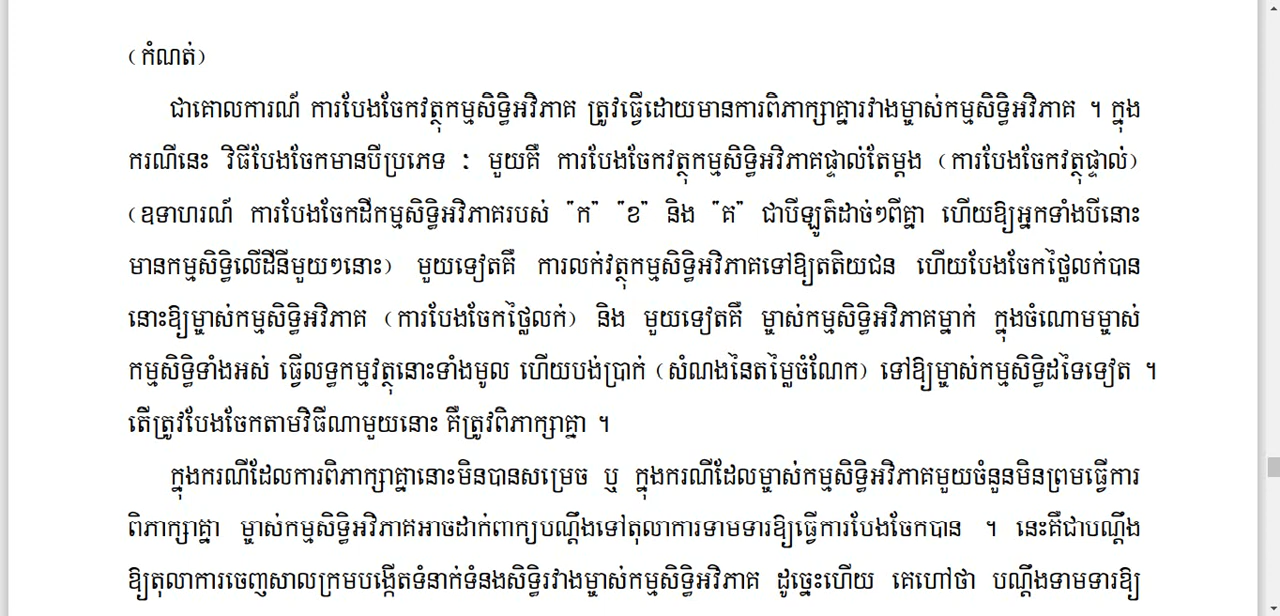 (កំណត់)
ជាគោលការណ៍ ការបែងចែកវត្ថុកម្មសិទ្ធិអវិភាគ ត្រូវធ្វើដោយមានការពិភាក្សាគ្នារវាងម្ចាស់កម្មសិទ្ធិអវិភាគ ។ ក្នុង
ករណីនេះ វិធីបែងចែកមានបីប្រភេទ ៈ មួយគឺ ការបែងចែកវត្ថុកម្មសិទ្ធិអវិភាគផ្ទាល់តែម្តង (ការបែងចែកវត្ថុផ្ទាល់)
(ឧទាហរណ៍ ការបែងចែកដីកម្មសិទ្ធិអវិភាគរបស់ “ក” “ខ” និង “គ” ជាបីឡូតិ៍ដាច់ៗពីគ្នា ហើយឱ្យអ្នកទាំងបីនោះ
មានកម្មសិទ្ធិលើដីនីមួយៗនោះ) មួយទៀតគឺ ការលក់វត្ថុកម្មសិទ្ធិអវិភាគទៅឱ្យតតិយជន ហើយបែងចែកថ្លៃលក់បាន
នោះឱ្យម្ចាស់កម្មសិទ្ធិអវិភាគ (ការបែងចែកថ្លៃលក់) និង មួយទៀតគឺ ម្ចាស់កម្មសិទ្ធិអវិភាគម្នាក់ ក្នុងចំណោមម្ចាស់
កម្មសិទ្ធិទាំងអស់ ធ្វើលទ្ធកម្មវត្ថុនោះទាំងមូល ហើយបង់ប្រាក់ (សំណងនៃតម្លៃចំណែក) ទៅឱ្យម្ចាស់កម្មសិទ្ធិដទៃទៀត ។
តើត្រូវបែងចែកតាមវិធីណាមួយនោះ គឺត្រូវពិភាក្សាគ្នា ។
ក្នុងករណីដែលការពិភាក្សាគ្នានោះមិនបានសម្រេច ឬ ក្នុងករណីដែលម្ចាស់កម្មសិទ្ធិអវិភាគមួយចំនួនមិនព្រមធ្វើការ
ពិភាក្សាគ្នា ម្ចាស់កម្មសិទ្ធិអវិភាគអាចដាក់ពាក្យបណ្តឹងទៅតុលាការទាមទារឱ្យធ្វើការបែងចែកបាន ។ នេះគឺជាបណ្តឹង
ឱ្យតុលាការចេញសាលក្រមបង្កើតទំនាក់ទំនងសិទ្ធិរវាងម្ចាស់កម្មសិទ្ធិអវិភាគ ដូច្នេះហើយ គេហៅថា បណ្តឹងទាមទារឱ្យ